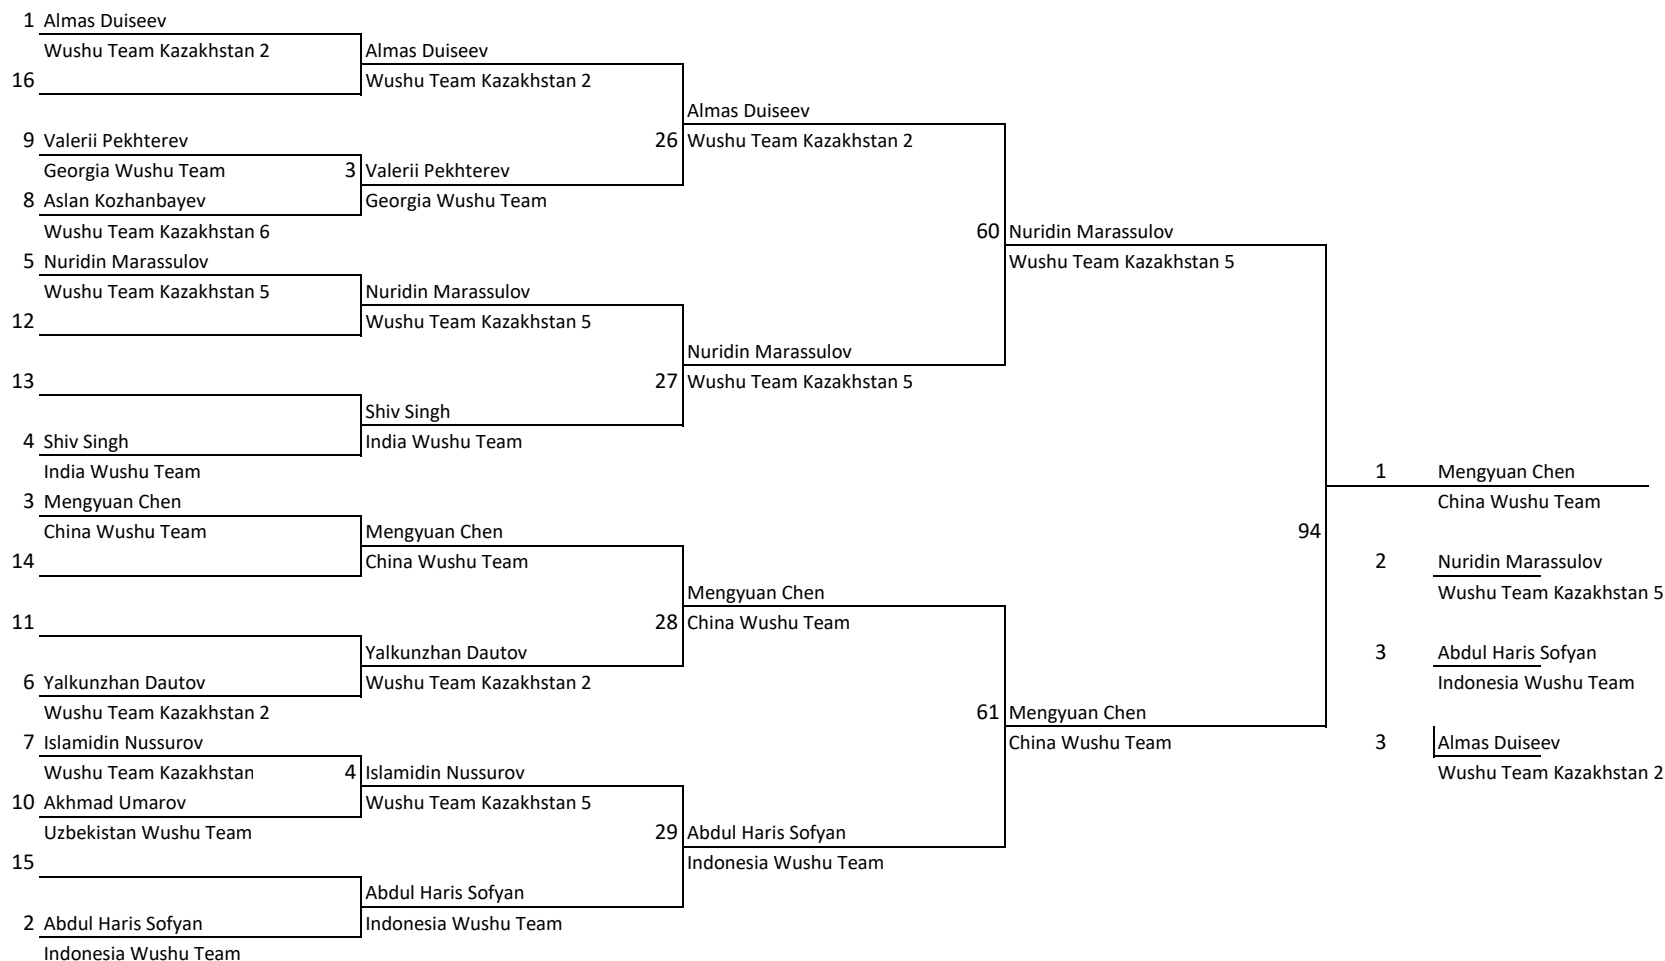 1 Almas Duiseev
Wushu Team Kazakhstan 2 Almas Duiseev
16 Wushu Team Kazakhstan 2
Almas Duiseev
9 Valerii Pekhterev 26 Wushu Team Kazakhstan 2
Georgia Wushu Team 3 Valerii Pekhterev
8 Aslan Kozhanbayev Georgia Wushu Team
Wushu Team Kazakhstan 6 60 Nuridin Marassulov
5 Nuridin Marassulov Wushu Team Kazakhstan 5
Wushu Team Kazakhstan 5 Nuridin Marassulov
12 Wushu Team Kazakhstan 5
Nuridin Marassulov
13 27 Wushu Team Kazakhstan 5
Shiv Singh
4 Shiv Singh India Wushu Team
India Wushu Team 1 Mengyuan Chen
3 Mengyuan Chen China Wushu Team
China Wushu Team Mengyuan Chen 94
14 China Wushu Team 2 Nuridin Marassulov
Mengyuan Chen Wushu Team Kazakhstan 5
11 28 China Wushu Team
Yalkunzhan Dautov 3 Abdul Haris Sofyan
6 Yalkunzhan Dautov Wushu Team Kazakhstan 2 Indonesia Wushu Team
Wushu Team Kazakhstan 2 61 Mengyuan Chen
7 Islamidin Nussurov China Wushu Team 3 Almas Duiseev
Wushu Team Kazakhstan 4 Islamidin Nussurov Wushu Team Kazakhstan 2
10 Akhmad Umarov Wushu Team Kazakhstan 5
Uzbekistan Wushu Team 29 Abdul Haris Sofyan
15 Indonesia Wushu Team
Abdul Haris Sofyan
2 Abdul Haris Sofyan Indonesia Wushu Team
Indonesia Wushu Team